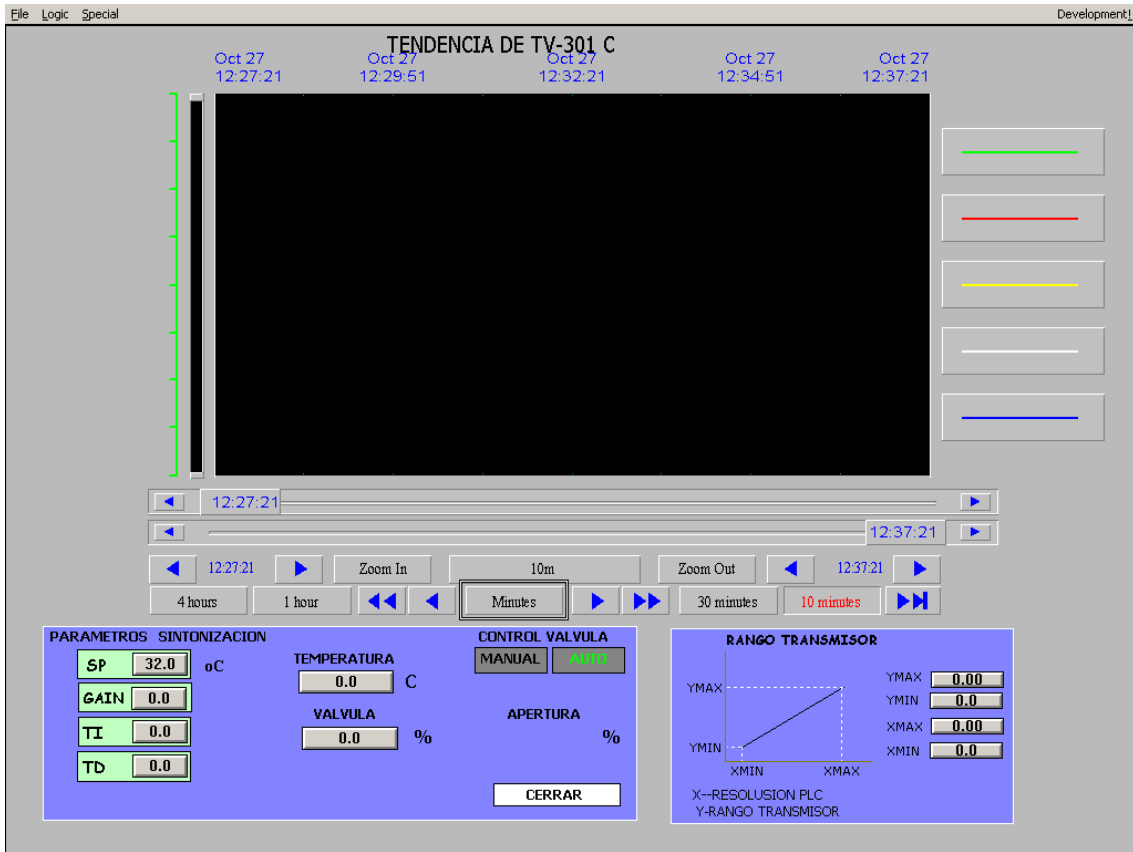 File Logic Special Development!
TENDENCIA DE TV-301 C
Oct 27 Oct 27 Oct 27 Oct 27 Oct 27
12:27:21 12:29:51 12:32:21 12:34:51 12:37:21
12:27:21
12:37:21
12:27:21 Zoom In 10m Zoom Out 12:37:21
4 hours 1 hour Minutes 30 minutes 10 minutes
PARAMETROS SINTONIZACION
SP 32.0 oC
GAIN 0.0
TI 0.0
TD 0.0
TEMPERATURA
0.0 C
VALVULA
0.0 %
CONTROL VALVULA
MANUAL AUTO
APERTURA
%
CERRAR
RANGO TRANSMISOR
YMAX
YMIN
XMIN XMAX
YMAX 0.00
YMIN 0.0
XMAX 0.00
XMIN 0.0
X--RESOLUSION PLC
Y-RANGO TRANSMISOR